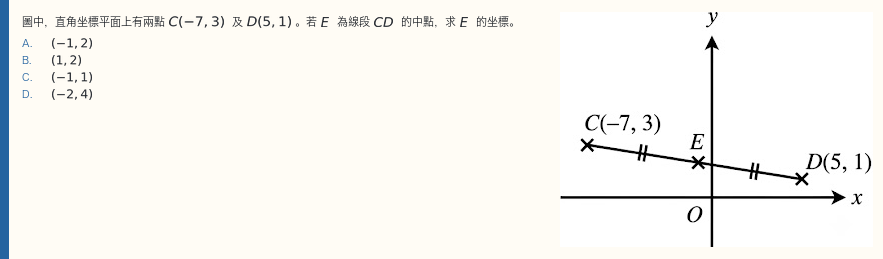 圖中，直角坐標平面上有兩點 C(−7, 3) 及 D(5, 1)。若 E 為線段 CD 的中點，求 E 的坐標。
A. (−1, 2)
B. (1, 2)
C. (−1, 1)
D. (−2, 4)
y
C(–7, 3)
E
D(5, 1)
x
O